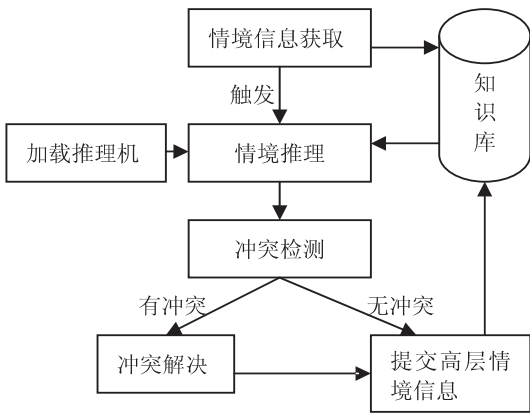 情境信息获取
知
识
库
触发
加载推理机
情境推理
冲突检测
有冲突
无冲突
冲突解决
提交高层情
境信息